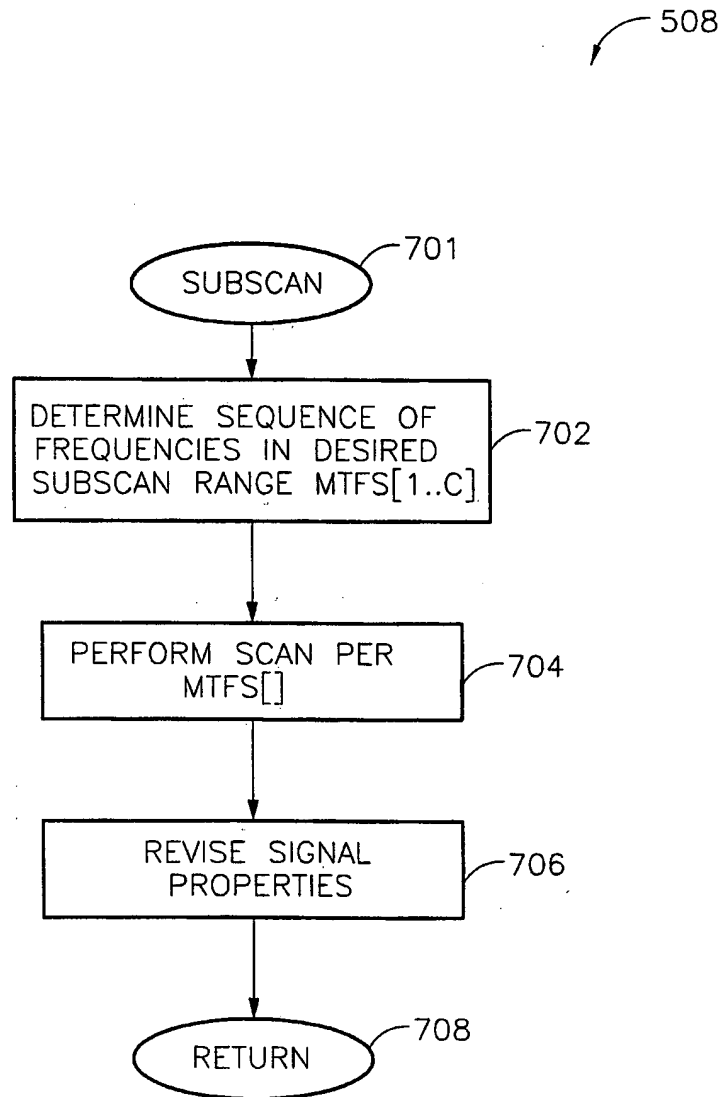 508
701
SUBSCAN
DETERMINE SEQUENCE OF
FREQUENCIES IN DESIRED
SUBSCAN RANGE MTFS[1..C]
702
PERFORM SCAN PER
MTFS[]
704
REVISE SIGNAL
PROPERTIES
706
708
RETURN